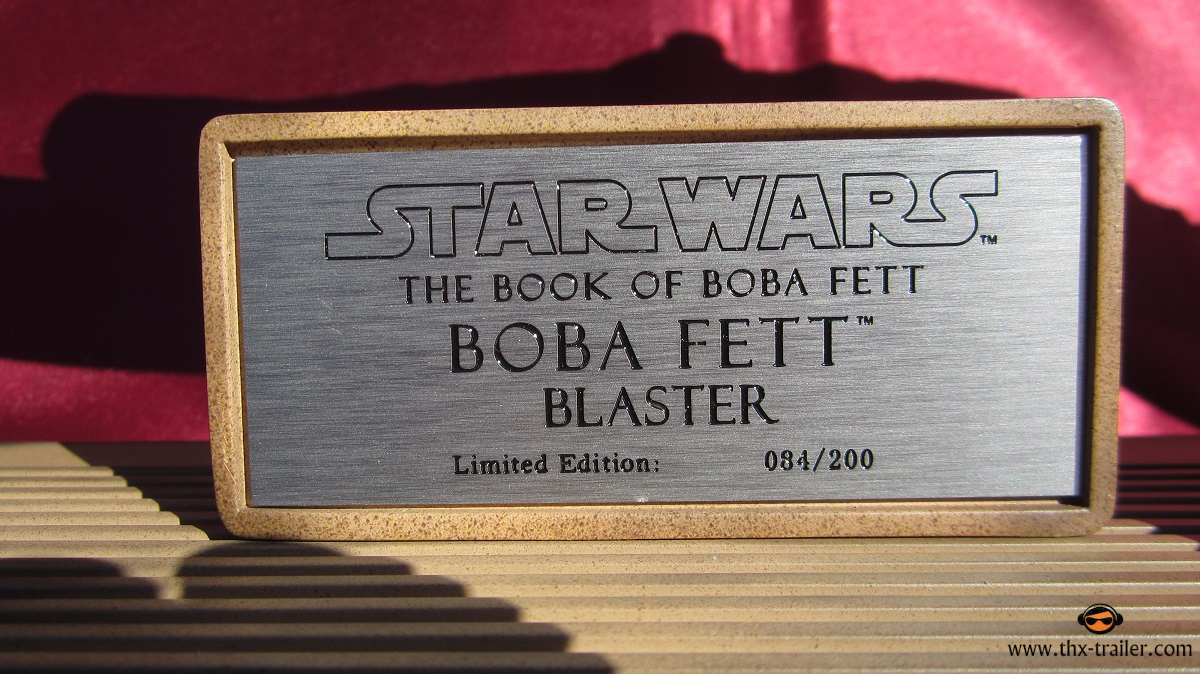 STAR WARS™
THE BOOK OF BOBA FETT
BOBA FETT™
BLASTER
Limited Edition: 084/200
www.thx-trailer.com